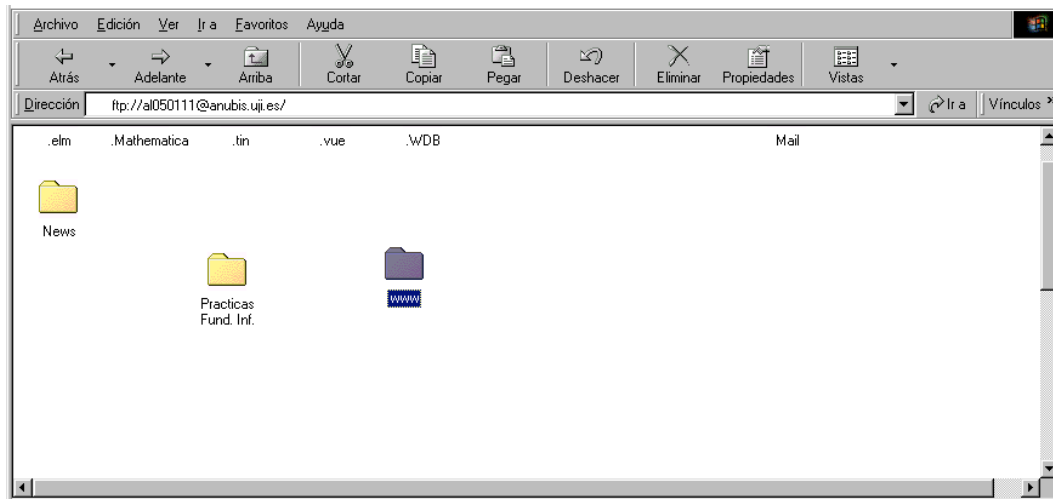 Archivo Edición Ver Ir a Favoritos Ayuda
Atrás Adelante Arriba Cortar Copiar Pegar Deshacer Eliminar Propiedades Vistas
Dirección ftp://al050111@anubis.uji.es/ Ir a Vínculos »
.elm .Mathematica .tin .vue .WDB Mail
News
Practicas
Fund. Inf.
www